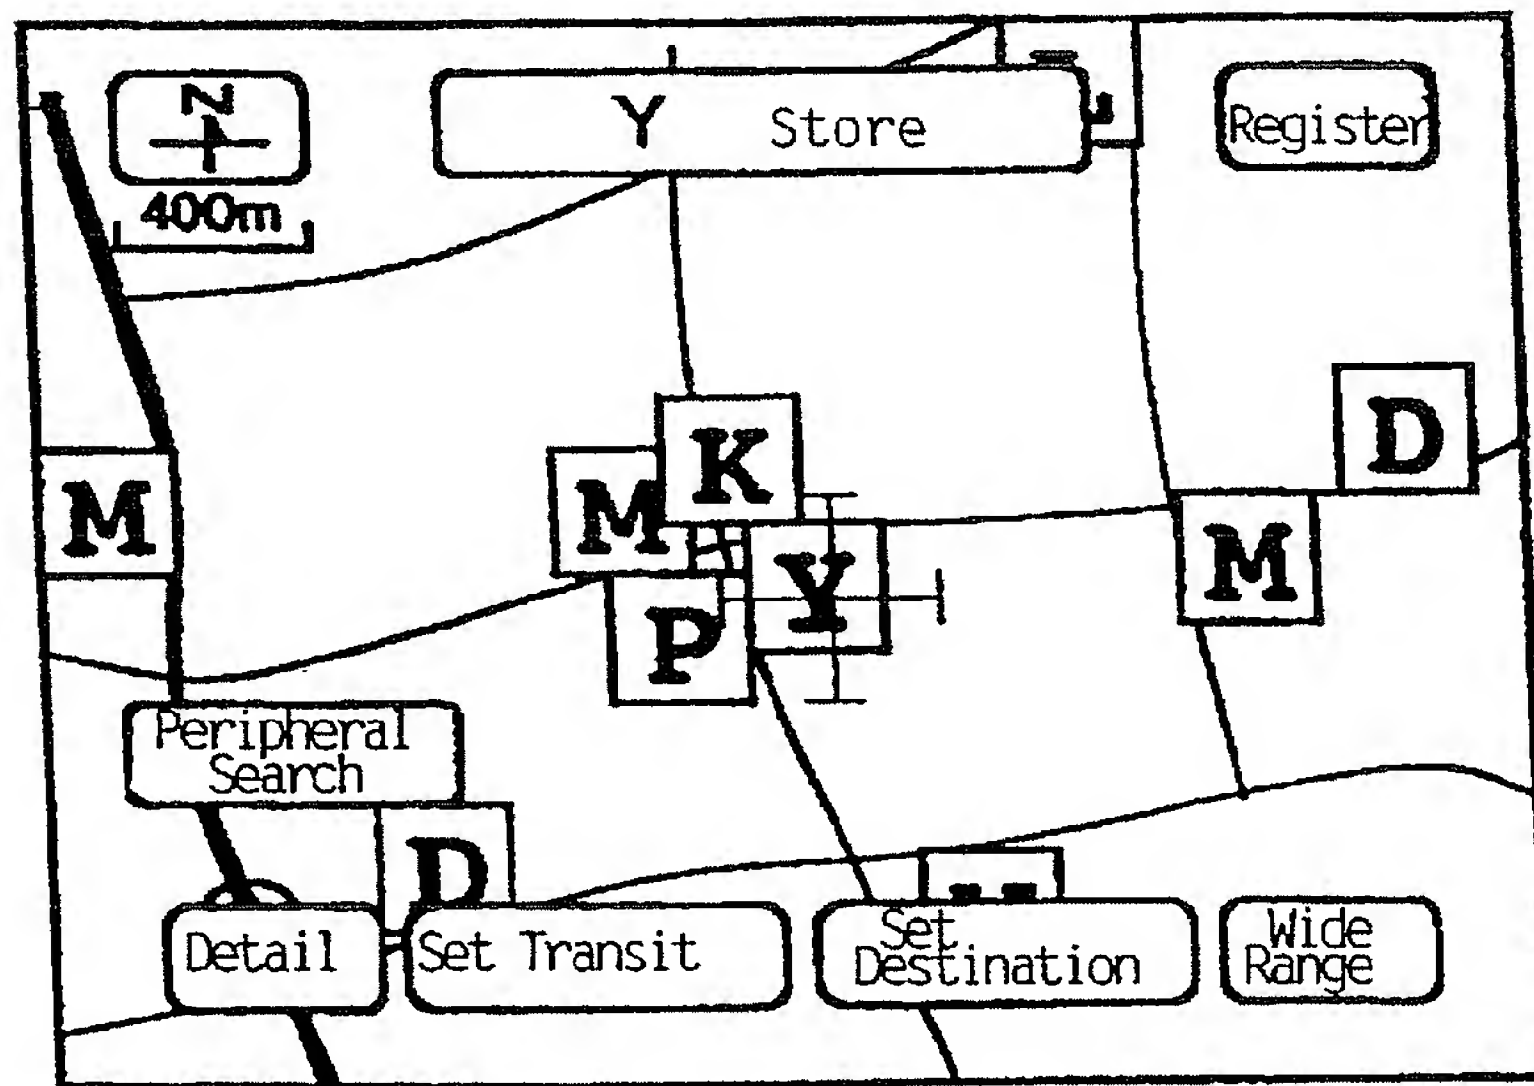 N
Y Store
Register
400m
K
D
M
M
M
Y
P
Peripheral
Search
D
Detail
Set Transit
Set
Destination
Wide
Range